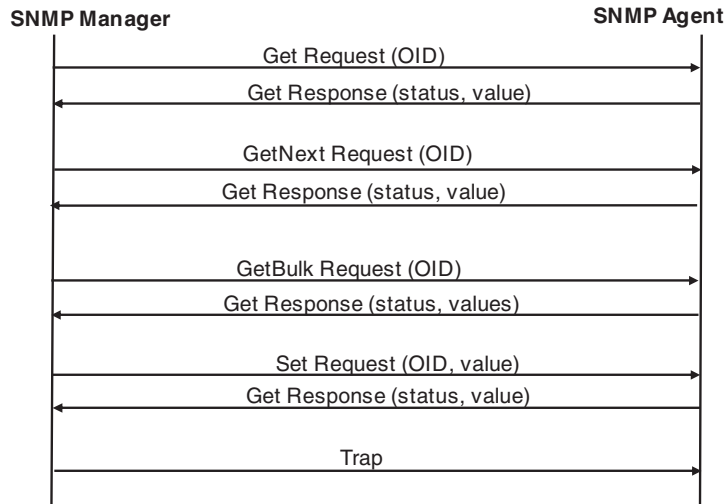 SNMP Manager
SNMP Agent
Get Request (OID)
Get Response (status, value)
GetNext Request (OID)
Get Response (status, value)
GetBulk Request (OID)
Get Response (status, values)
Set Request (OID, value)
Get Response (status, value)
Trap